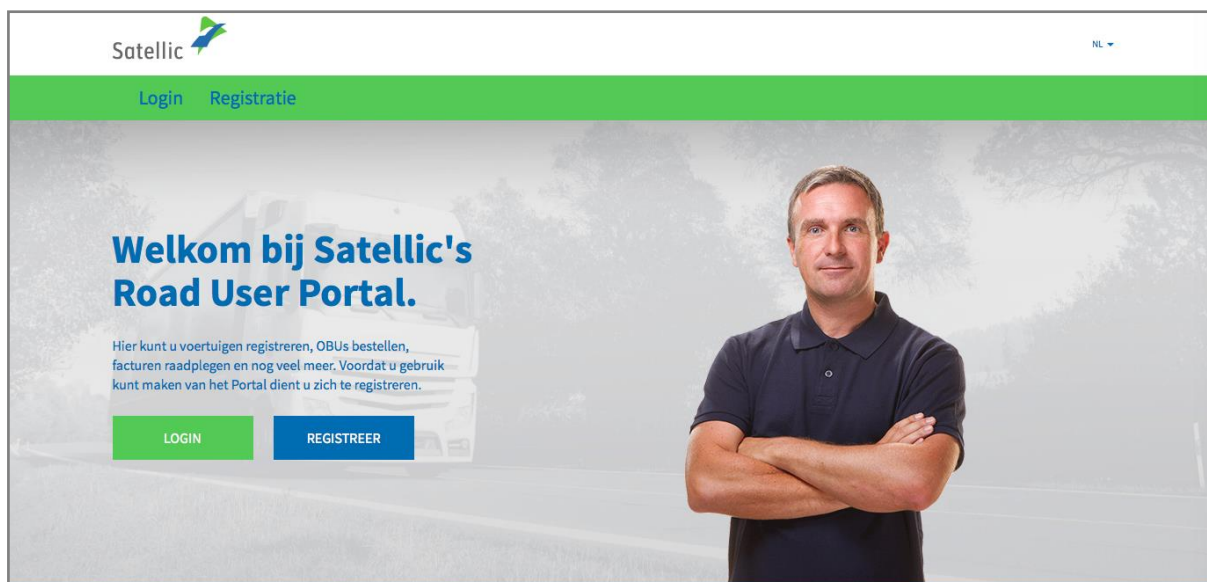 Satellic
NL
Login Registratie
Welkom bij Satellic's
Road User Portal.
Hier kunt u voertuigen registreren, OBUs bestellen,
facturen raadplegen en nog veel meer. Voordat u gebruik
kunt maken van het Portal dient u zich te registreren.
LOGIN REGISTREER